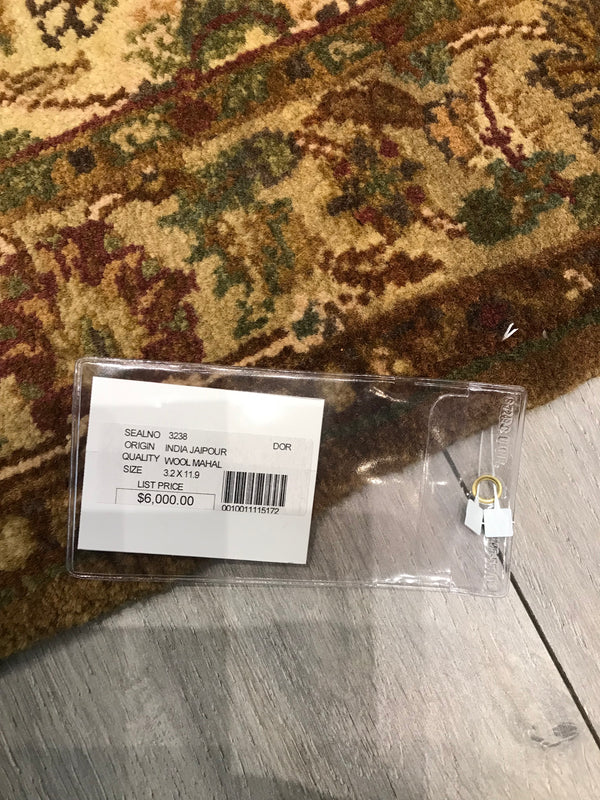 SEALNO 3238
ORIGIN INDIA JAIPOUR DOR
QUALITY WOOL MAHAL
SIZE 3.2 X 11.9
LIST PRICE
$6,000.00
0010011115172